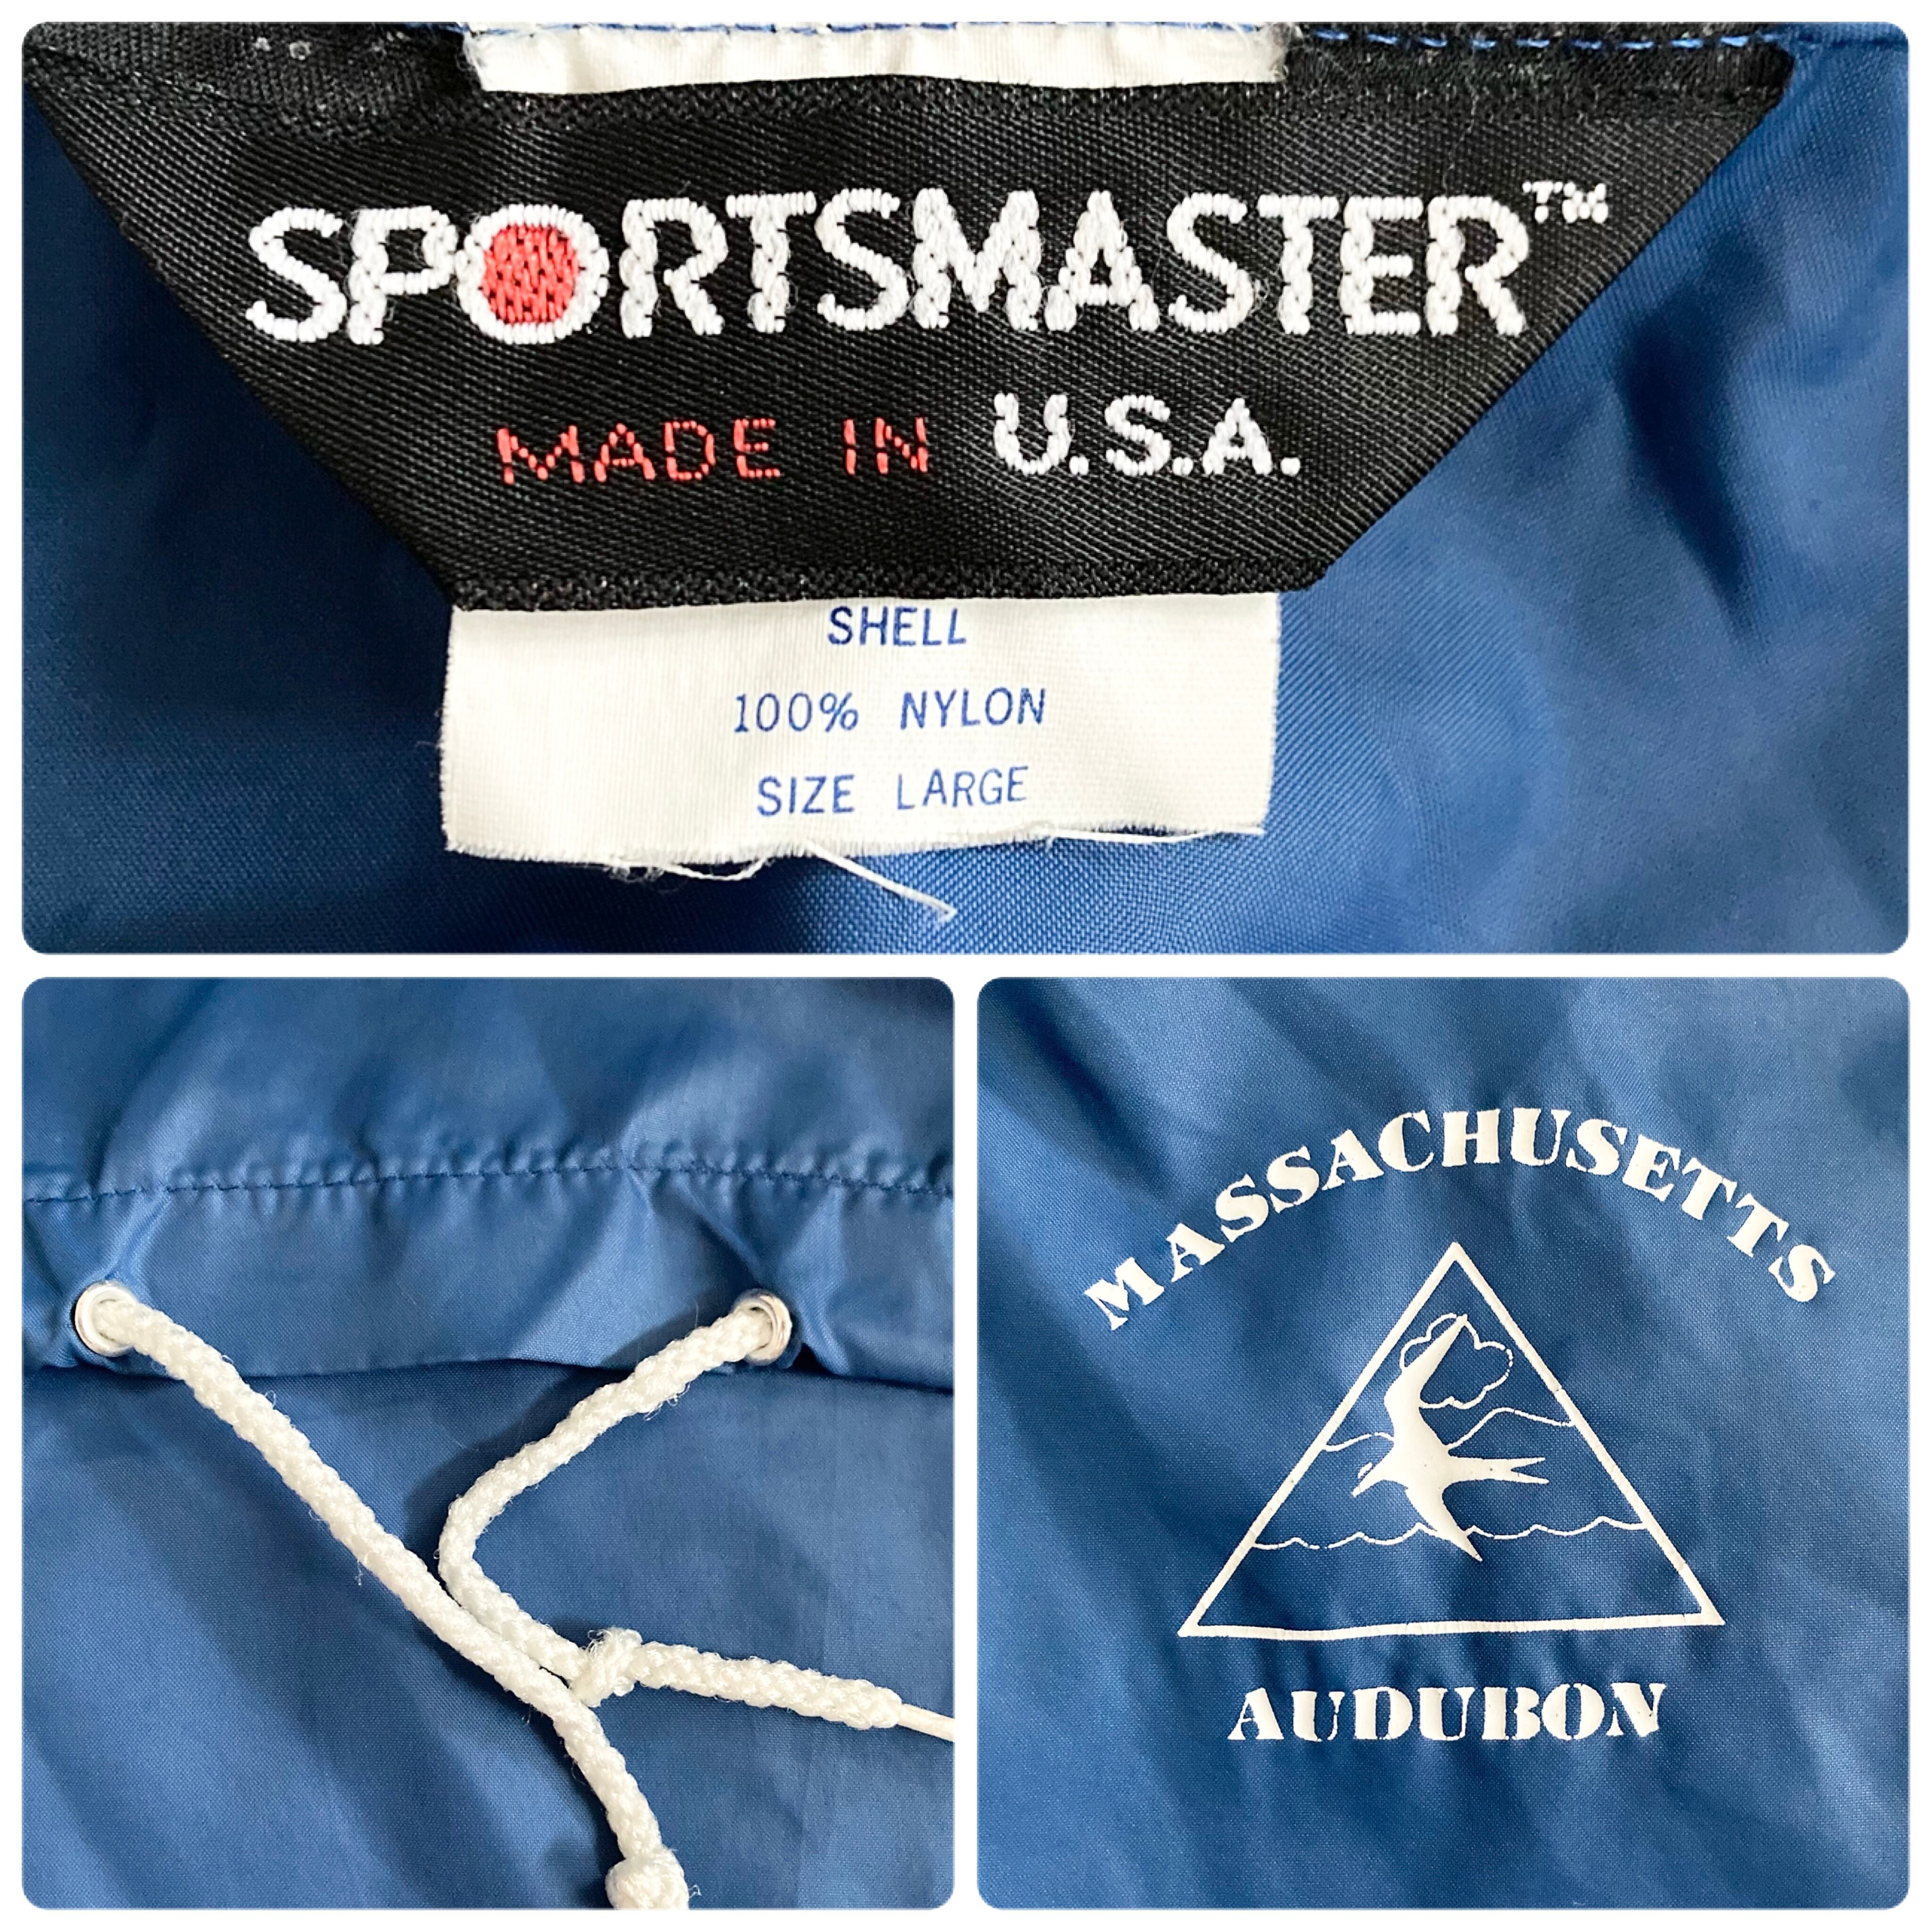 SPORTSMASTER™
MADE IN U.S.A.
SHELL
100% NYLON
SIZE LARGE
MASSACHUSETTS
AUDUBON